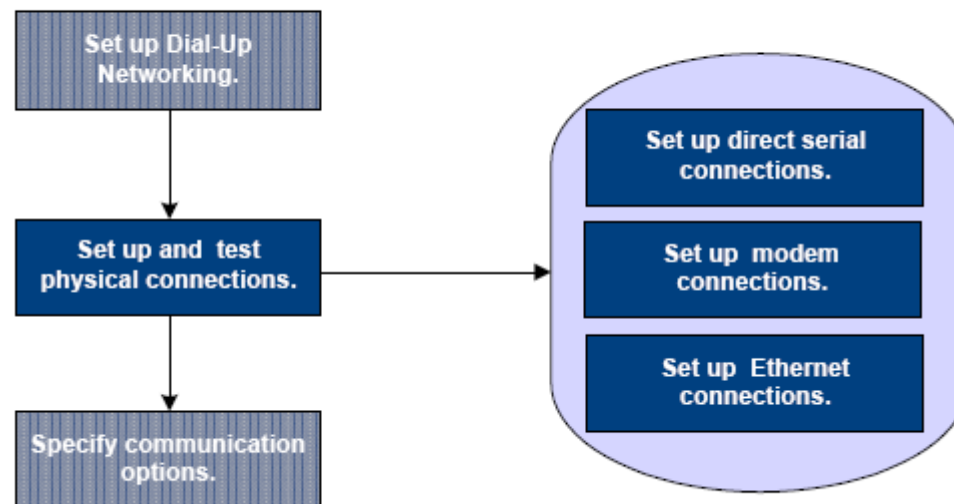 Set up Dial-Up
Networking.
Set up and test
physical connections.
Specify communication
options.
Set up direct serial
connections.
Set up modem
connections.
Set up Ethernet
connections.